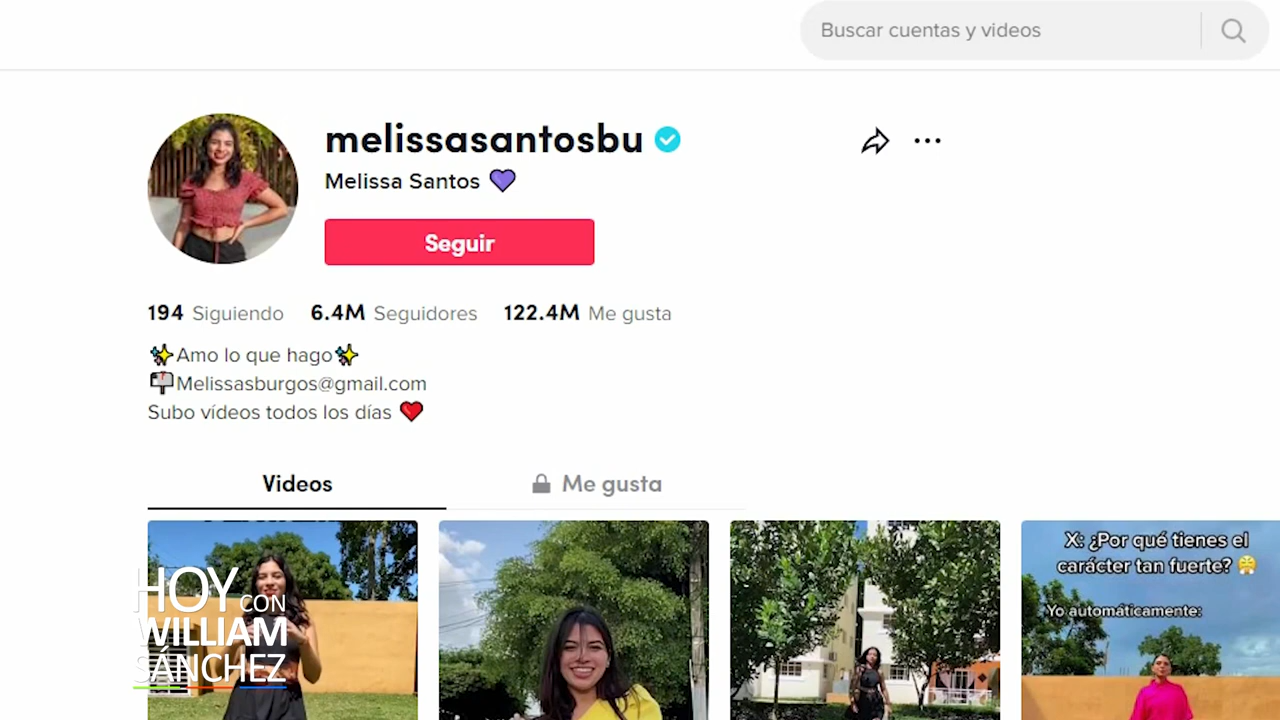 Buscar cuentas y videos
melissasantosbu
Melissa Santos 💜
Seguir
194 Siguiendo 6.4M Seguidores 122.4M Me gusta
✨Amo lo que hago✨
📬Melissasburgos@gmail.com
Subo vídeos todos los días ❤️
Videos Me gusta
X: ¿Por qué tienes el
carácter tan fuerte? 😤
Yo automáticamente:
HOY CON
WILLIAM
SÁNCHEZ